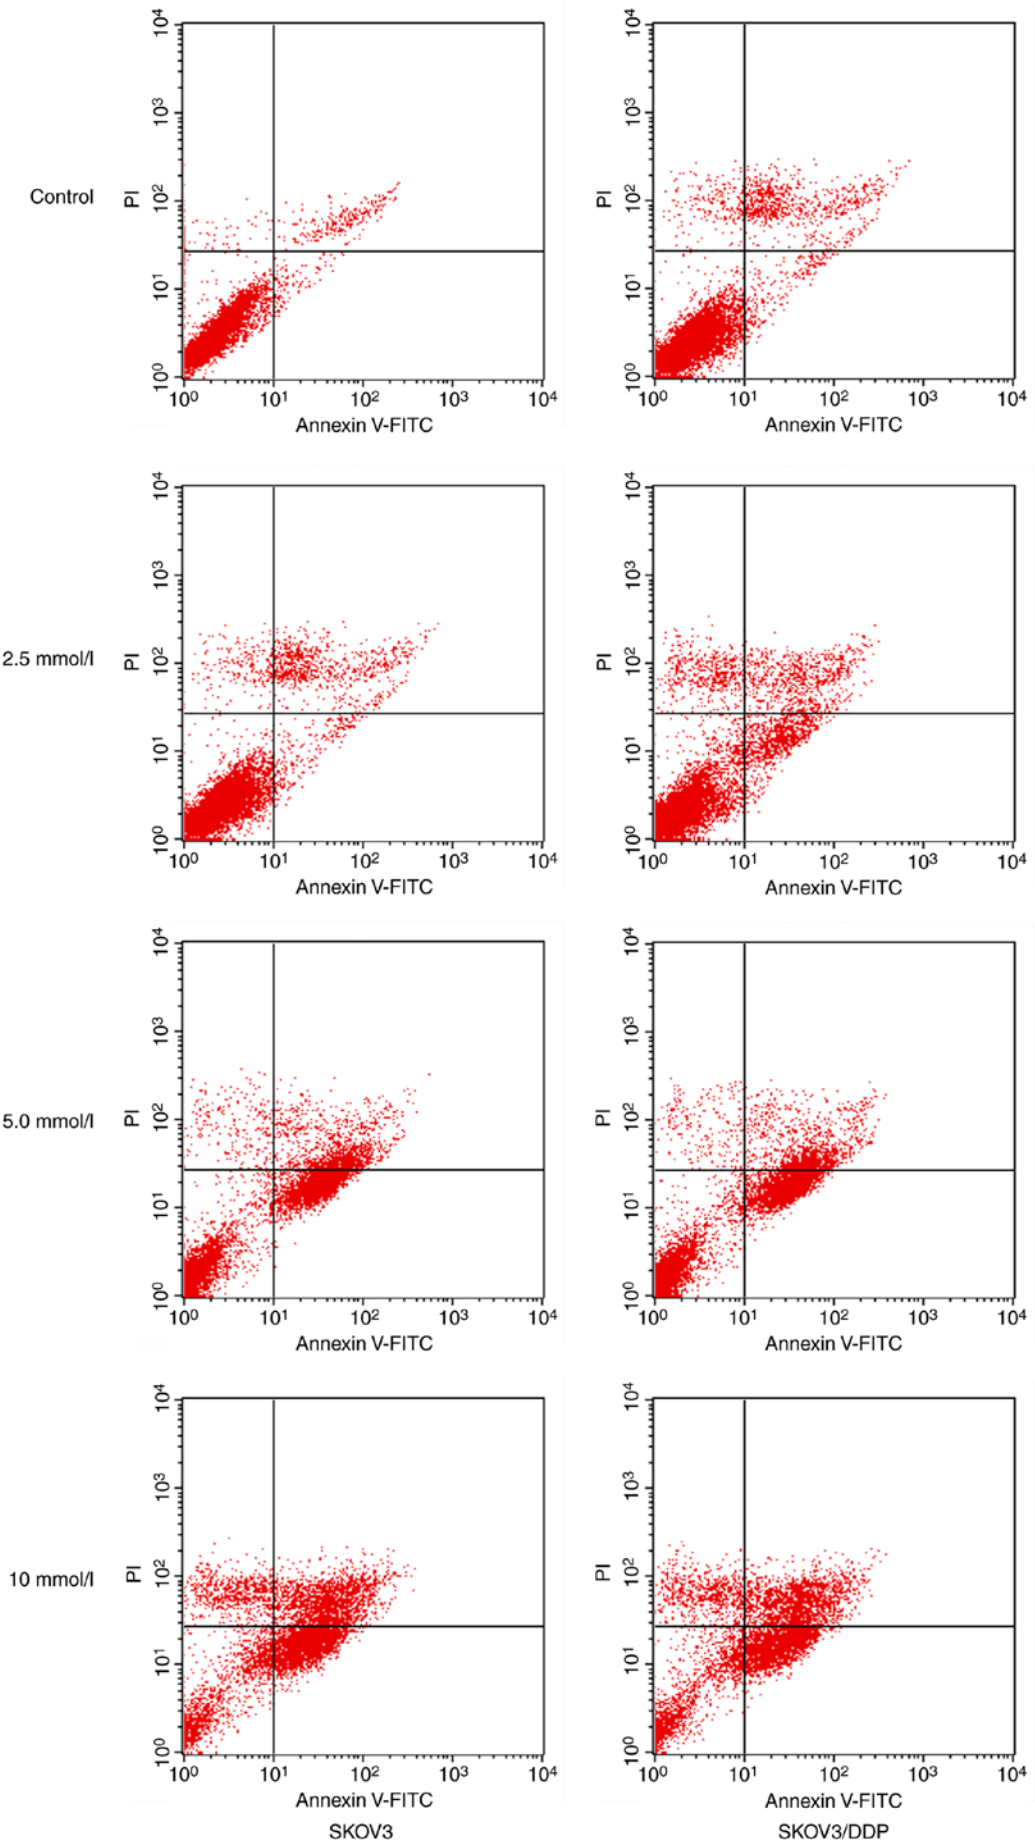 10⁴ 10⁴
10³ 10³
Control PI 10² PI 10²
10¹ 10¹
10⁰ 10⁰
10⁰ 10¹ 10² 10³ 10⁴ 10⁰ 10¹ 10² 10³ 10⁴
Annexin V-FITC Annexin V-FITC
10⁴ 10⁴
10³ 10³
2.5 mmol/l PI 10² PI 10²
10¹ 10¹
10⁰ 10⁰
10⁰ 10¹ 10² 10³ 10⁴ 10⁰ 10¹ 10² 10³ 10⁴
Annexin V-FITC Annexin V-FITC
10⁴ 10⁴
10³ 10³
5.0 mmol/l PI 10² PI 10²
10¹ 10¹
10⁰ 10⁰
10⁰ 10¹ 10² 10³ 10⁴ 10⁰ 10¹ 10² 10³ 10⁴
Annexin V-FITC Annexin V-FITC
10⁴ 10⁴
10³ 10³
10 mmol/l PI 10² PI 10²
10¹ 10¹
10⁰ 10⁰
10⁰ 10¹ 10² 10³ 10⁴ 10⁰ 10¹ 10² 10³ 10⁴
Annexin V-FITC Annexin V-FITC
SKOV3 SKOV3/DDP